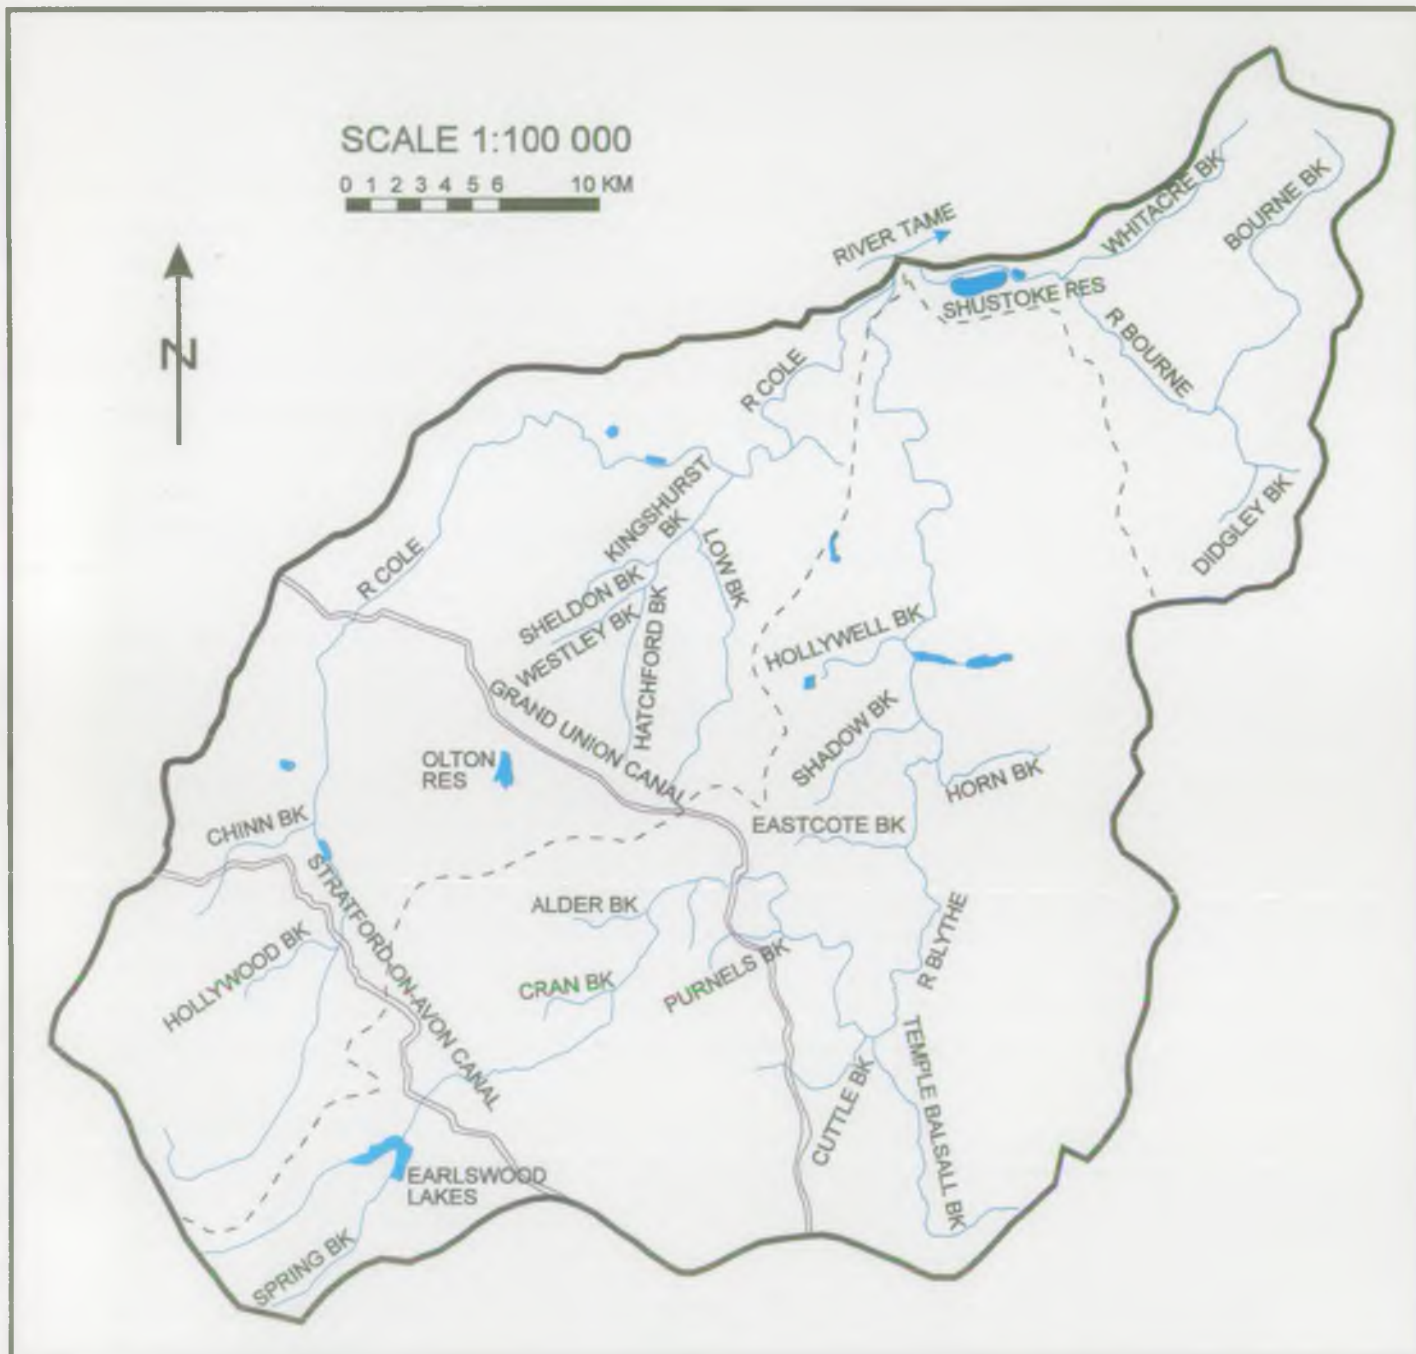 SCALE 1:100 000
0 1 2 3 4 5 6 10 KM
N
RIVER TAME
WHITACRE BK
BOURNE BK
SHUSTOKE RES
R BOURNE
R COLE
DIDGLEY BK
KINGSHURST
BK
LOW BK
R COLE
SHELDON BK
WESTLEY BK
HATCHFORD BK
HOLLYWELL BK
GRAND UNION CANAL
SHADOW BK
OLTON
RES
HORN BK
CHINN BK
EASTCOTE BK
STRATFORD-ON-AVON CANAL
ALDER BK
R BLYTHE
HOLLYWOOD BK
CRAN BK
PURNELS BK
TEMPLE BALSALL BK
CUTTLE BK
EARLSWOOD
LAKES
SPRING BK